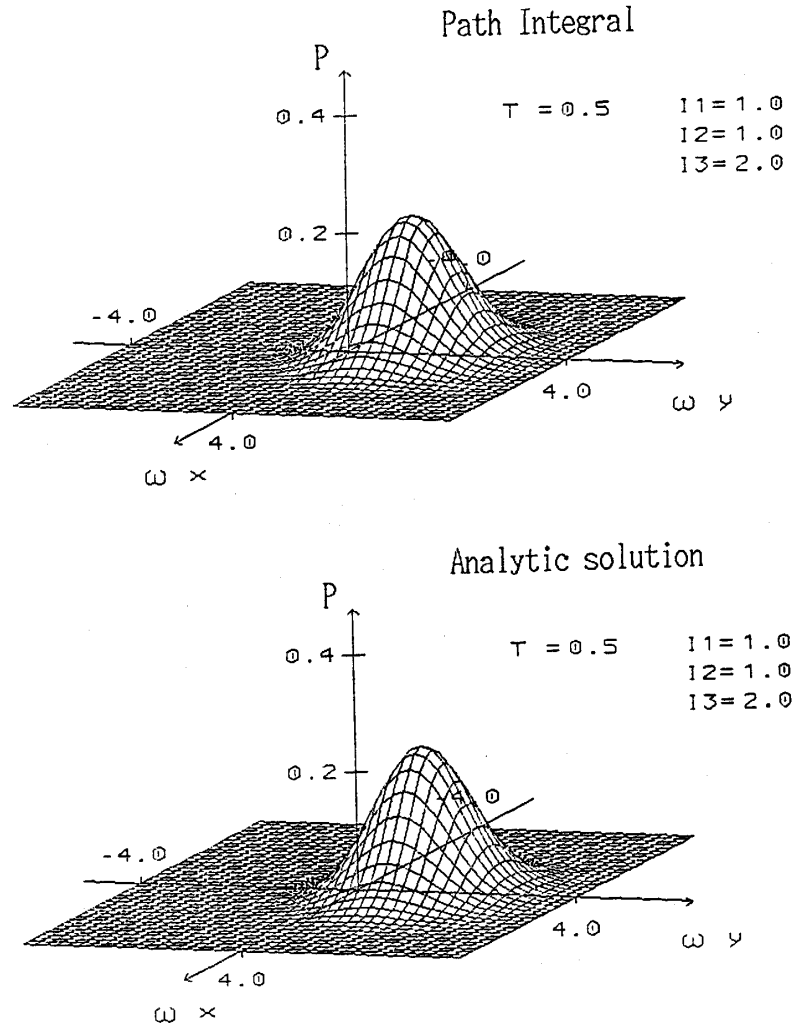 Path Integral
P
0.4
T = 0.5
I1= 1.0
I2= 1.0
I3= 2.0
0.2
-4.0
4.0
ω y
4.0
ω x
Analytic solution
P
0.4
T = 0.5
I1= 1.0
I2= 1.0
I3= 2.0
0.2
-4.0
-4.0
4.0
ω y
4.0
ω x